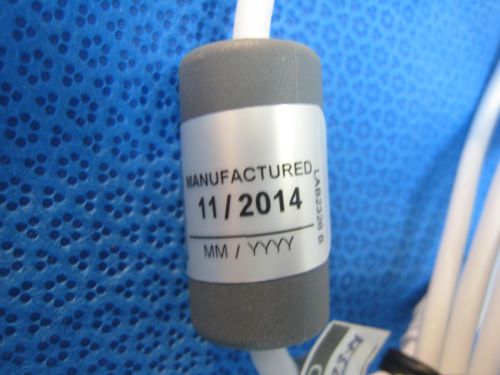 MANUFACTURED
11/2014
MM / YYYY
LAB2326 B